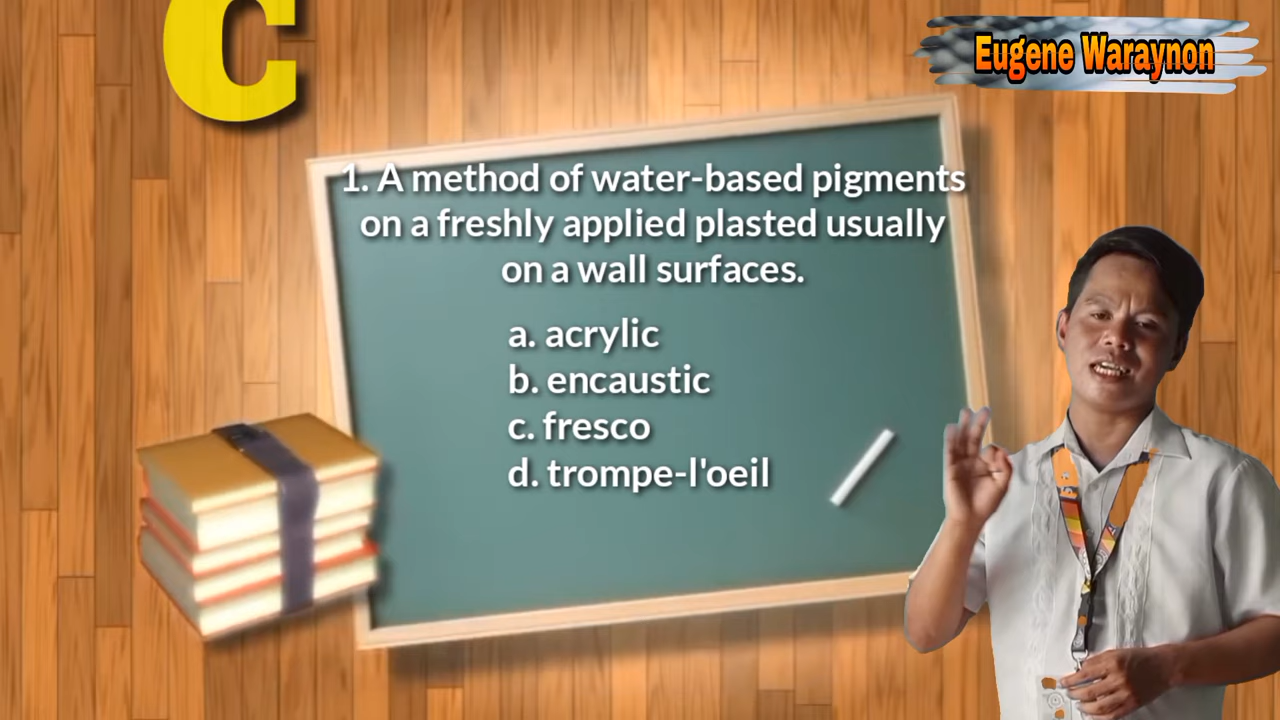 C
Eugene Waraynon
1. A method of water-based pigments
on a freshly applied plasted usually
on a wall surfaces.
a. acrylic
b. encaustic
c. fresco
d. trompe-l'oeil